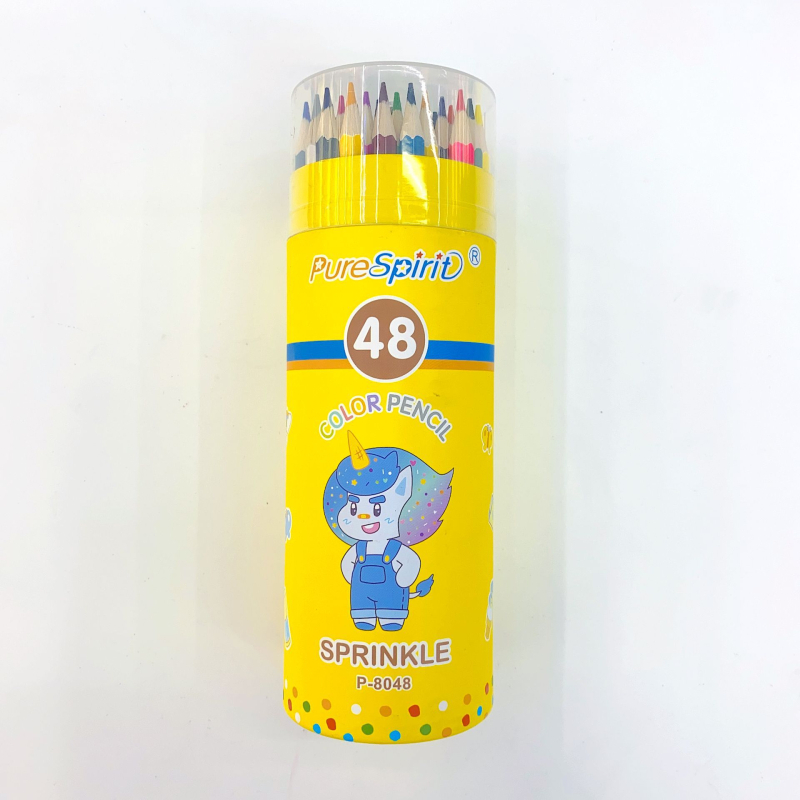 PureSpirit ®
48
COLOR PENCIL
SPRINKLE
P-8048